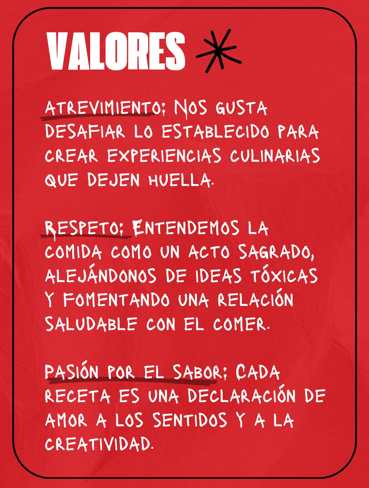 VALORES
ATREVIMIENTO; NOS GUSTA
DESAFIAR LO ESTABLECIDO PARA
CREAR EXPERIENCIAS CULINARIAS
QUE DEJEN HUELLA.
RESPETO; ENTENDEMOS LA
COMIDA COMO UN ACTO SAGRADO,
ALEJÁNDONOS DE IDEAS TÓXICAS
Y FOMENTANDO UNA RELACIÓN
SALUDABLE CON EL COMER.
PASIÓN POR EL SABOR; CADA
RECETA ES UNA DECLARACIÓN DE
AMOR A LOS SENTIDOS Y A LA
CREATIVIDAD.